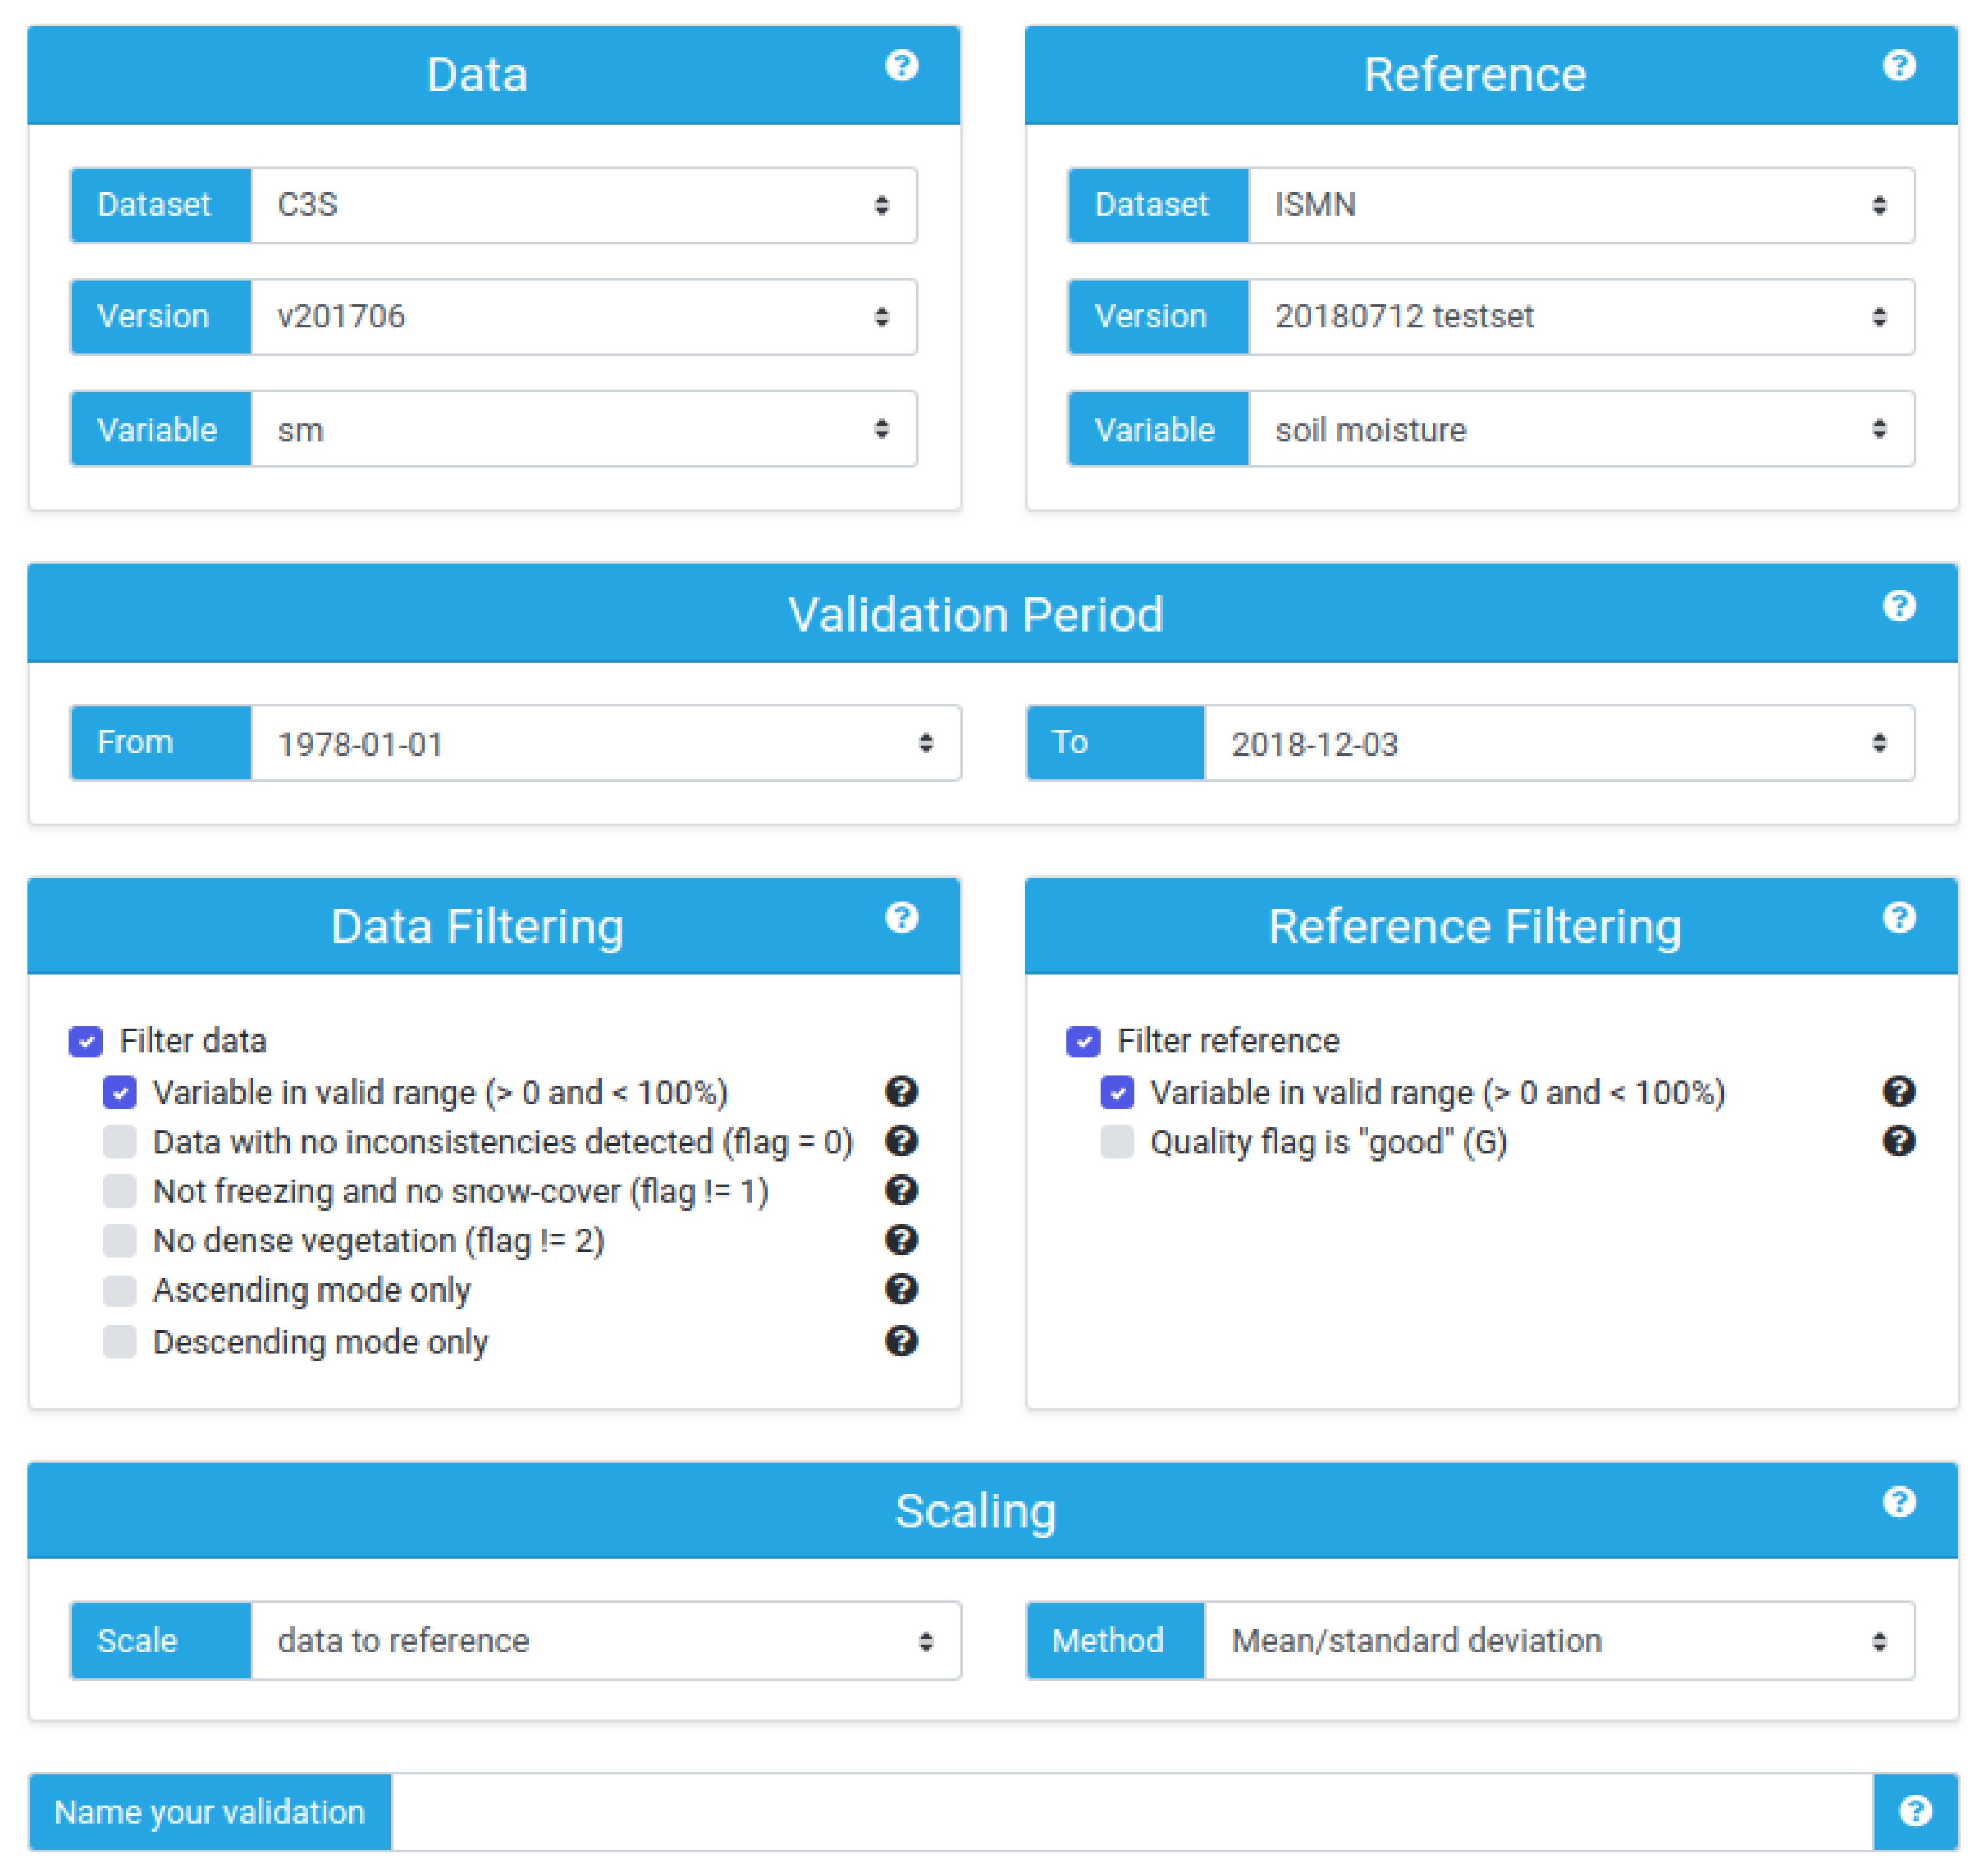 Data
Dataset C3S
Version v201706
Variable sm
Reference
Dataset ISMN
Version 20180712 testset
Variable soil moisture
Validation Period
From 1978-01-01
To 2018-12-03
Data Filtering
Filter data
Variable in valid range (> 0 and < 100%)
Data with no inconsistencies detected (flag = 0)
Not freezing and no snow-cover (flag != 1)
No dense vegetation (flag != 2)
Ascending mode only
Descending mode only
Reference Filtering
Filter reference
Variable in valid range (> 0 and < 100%)
Quality flag is "good" (G)
Scaling
Scale data to reference
Method Mean/standard deviation
Name your validation